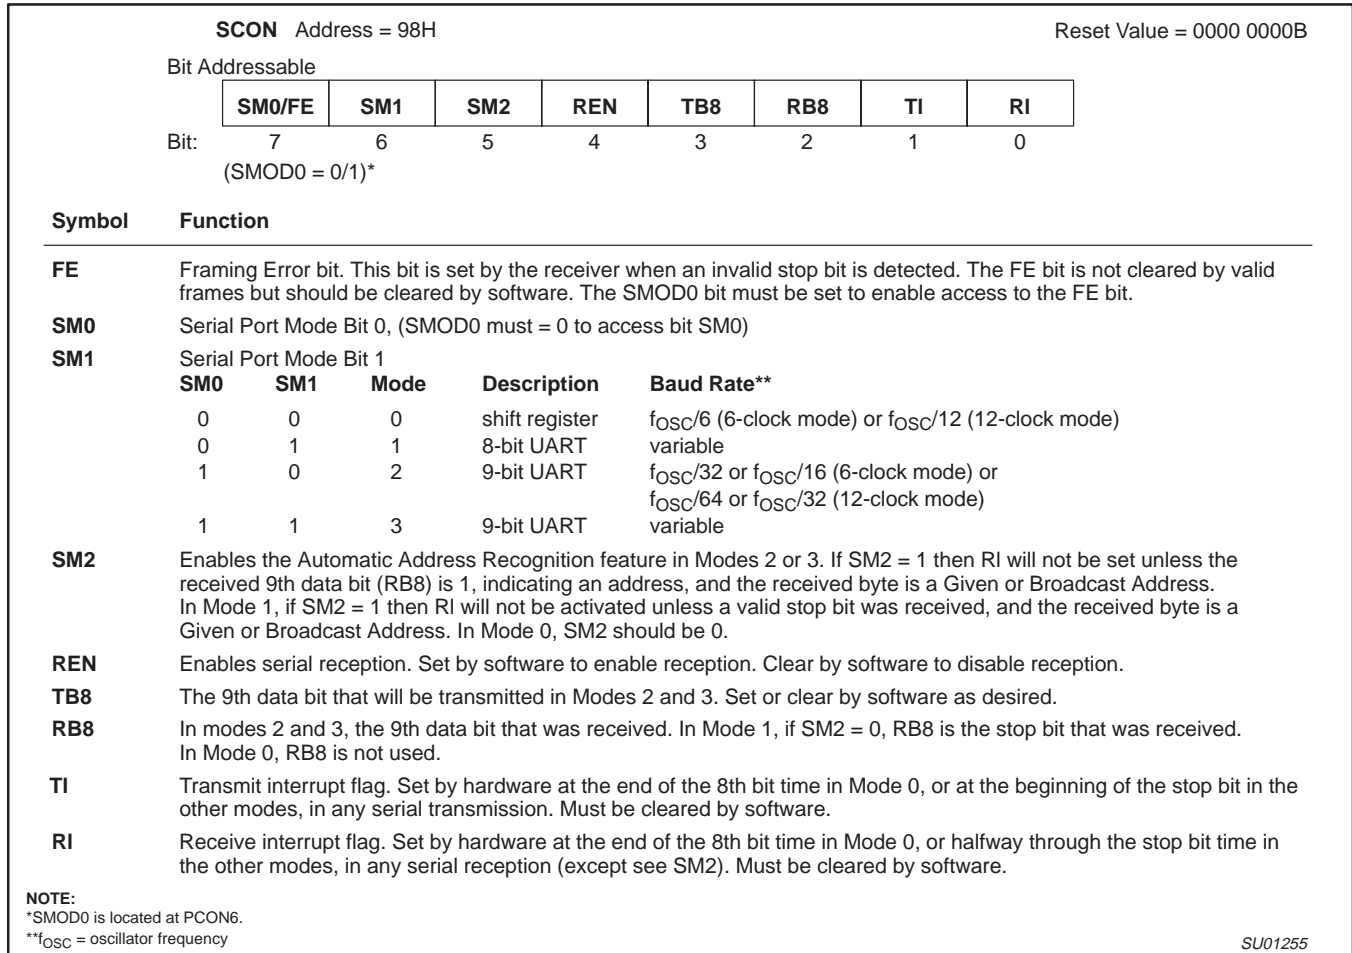 SCON Address = 98H Reset Value = 0000 0000B
Bit Addressable
SM0/FE SM1 SM2 REN TB8 RB8 TI RI
Bit: 7 6 5 4 3 2 1 0
(SMOD0 = 0/1)*
Symbol Function
FE Framing Error bit. This bit is set by the receiver when an invalid stop bit is detected. The FE bit is not cleared by valid
frames but should be cleared by software. The SMOD0 bit must be set to enable access to the FE bit.
SM0 Serial Port Mode Bit 0, (SMOD0 must = 0 to access bit SM0)
SM1 Serial Port Mode Bit 1
SM0 SM1 Mode Description Baud Rate**
0 0 0 shift register fOSC/6 (6-clock mode) or fOSC/12 (12-clock mode)
0 1 1 8-bit UART variable
1 0 2 9-bit UART fOSC/32 or fOSC/16 (6-clock mode) or
fOSC/64 or fOSC/32 (12-clock mode)
1 1 3 9-bit UART variable
SM2 Enables the Automatic Address Recognition feature in Modes 2 or 3. If SM2 = 1 then RI will not be set unless the
received 9th data bit (RB8) is 1, indicating an address, and the received byte is a Given or Broadcast Address.
In Mode 1, if SM2 = 1 then RI will not be activated unless a valid stop bit was received, and the received byte is a
Given or Broadcast Address. In Mode 0, SM2 should be 0.
REN Enables serial reception. Set by software to enable reception. Clear by software to disable reception.
TB8 The 9th data bit that will be transmitted in Modes 2 and 3. Set or clear by software as desired.
RB8 In modes 2 and 3, the 9th data bit that was received. In Mode 1, if SM2 = 0, RB8 is the stop bit that was received.
In Mode 0, RB8 is not used.
TI Transmit interrupt flag. Set by hardware at the end of the 8th bit time in Mode 0, or at the beginning of the stop bit in the
other modes, in any serial transmission. Must be cleared by software.
RI Receive interrupt flag. Set by hardware at the end of the 8th bit time in Mode 0, or halfway through the stop bit time in
the other modes, in any serial reception (except see SM2). Must be cleared by software.
NOTE:
*SMOD0 is located at PCON6.
**fOSC = oscillator frequency
SU01255